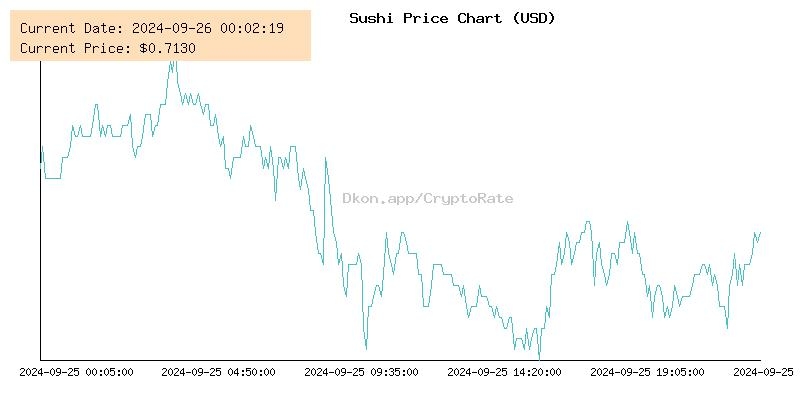 Sushi Price Chart (USD)
Current Date: 2024-09-26 00:02:19
Current Price: $0.7130
Dkon.app/CryptoRate
2024-09-25 00:05:00 2024-09-25 04:50:00 2024-09-25 09:35:00 2024-09-25 14:20:00 2024-09-25 19:05:00 2024-09-25